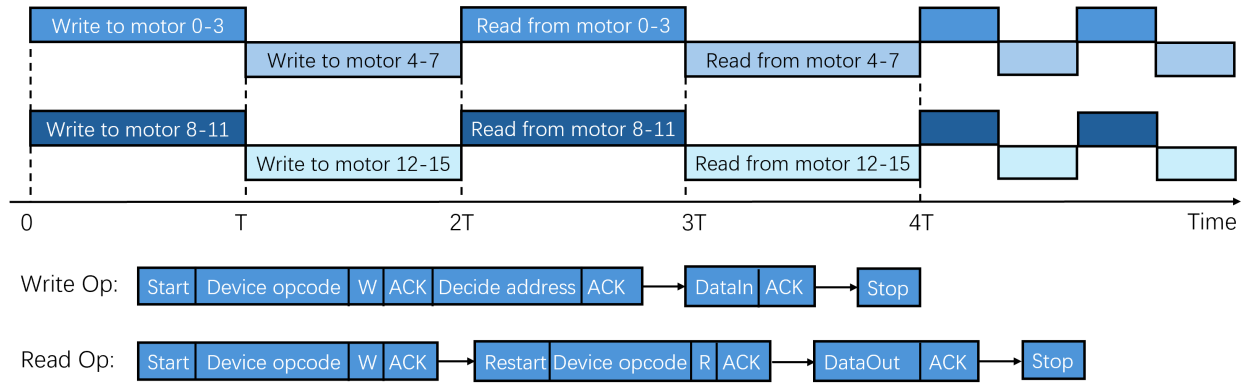 Write to motor 0-3
Read from motor 0-3
Write to motor 4-7
Read from motor 4-7
Write to motor 8-11
Read from motor 8-11
Write to motor 12-15
Read from motor 12-15
0 T 2T 3T 4T Time
Write Op: Start Device opcode W ACK Decide address ACK DataIn ACK Stop
Read Op: Start Device opcode W ACK Restart Device opcode R ACK DataOut ACK Stop